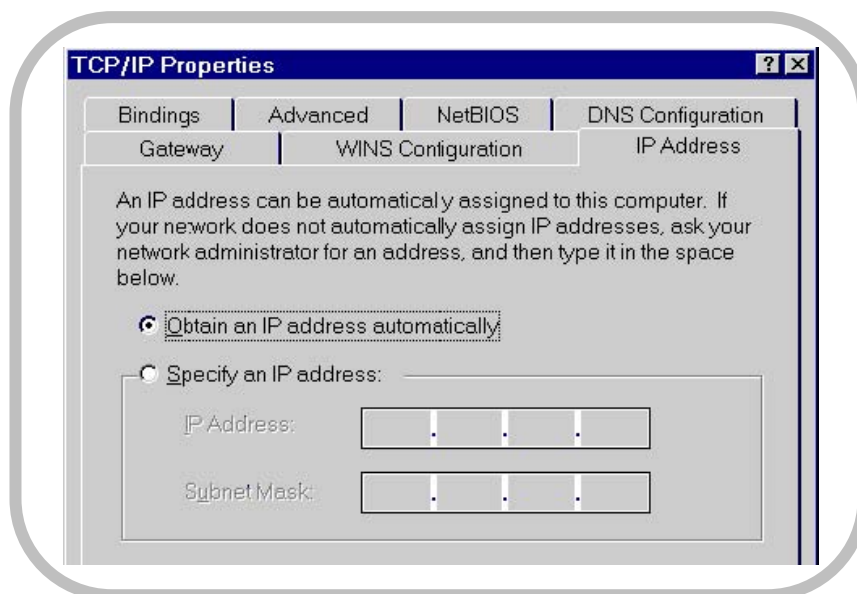 TCP/IP Properties
Bindings Advanced NetBIOS DNS Configuration
Gateway WINS Configuration IP Address
An IP address can be automatically assigned to this computer. If
your network does not automatically assign IP addresses, ask your
network administrator for an address, and then type it in the space
below.
Obtain an IP address automatically
Specify an IP address:
IP Address:
Subnet Mask: